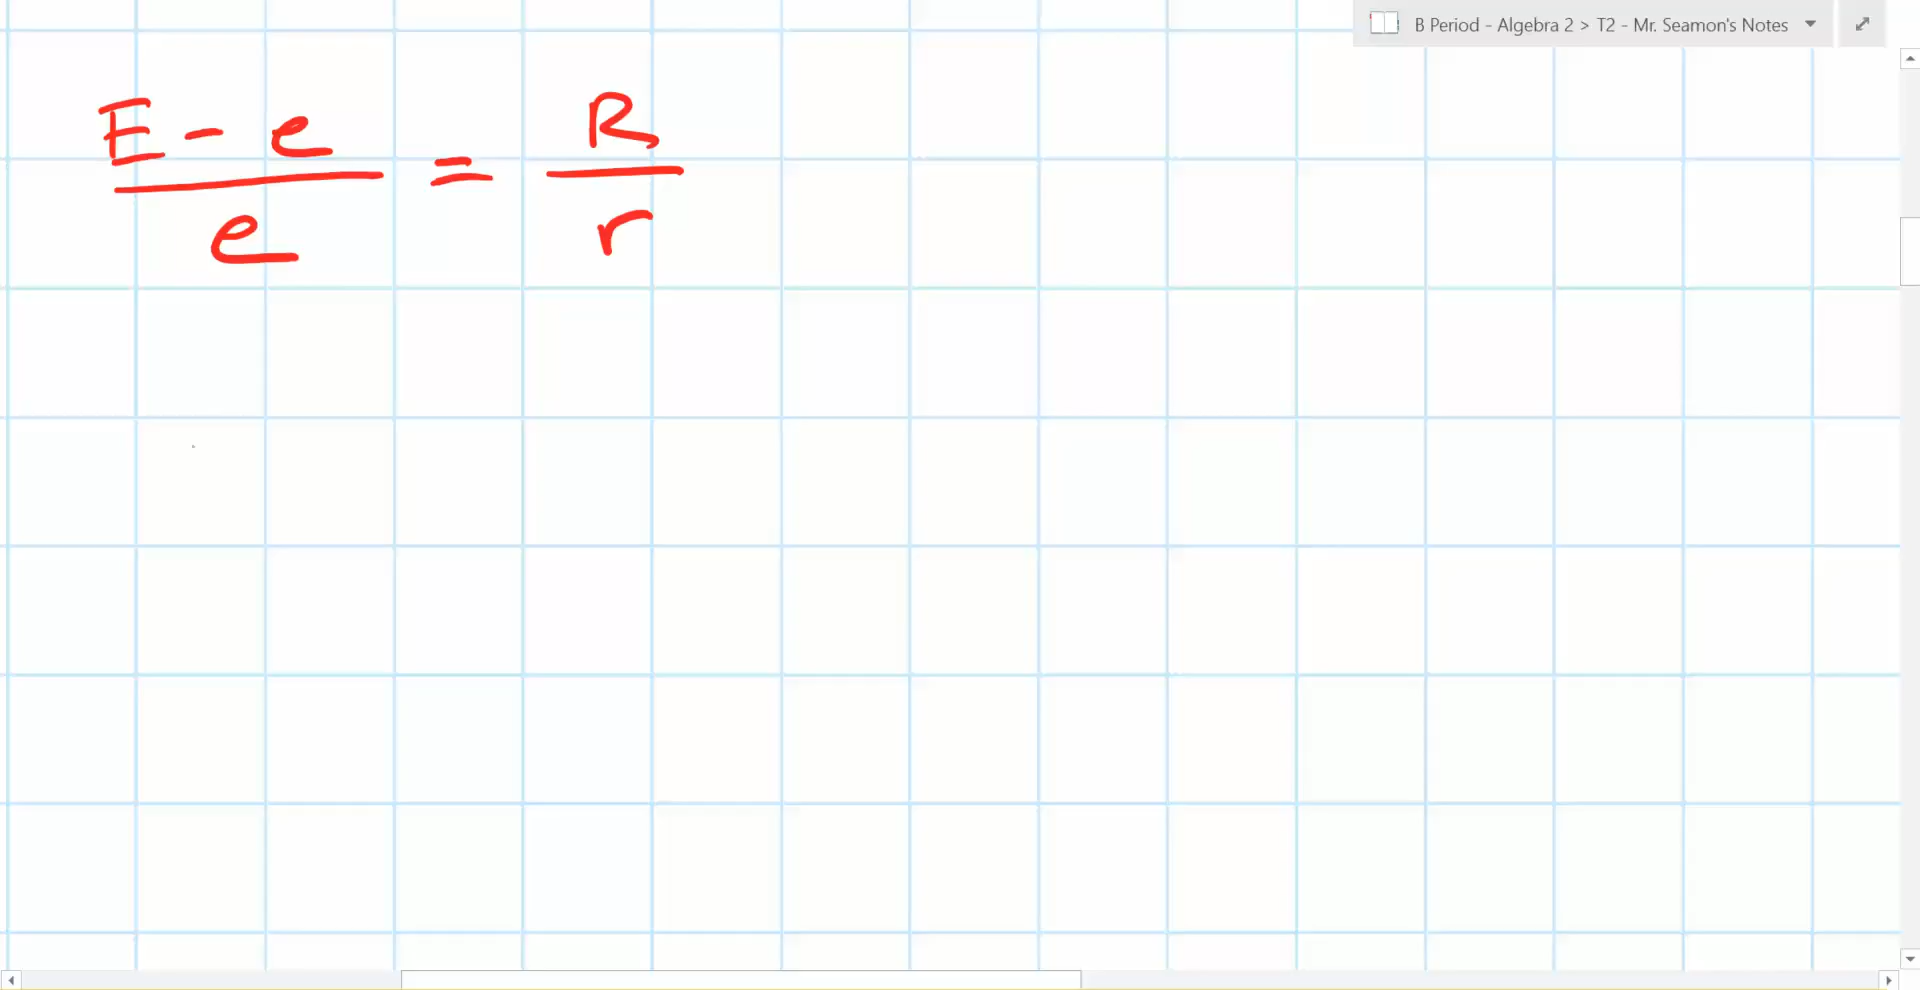 B Period - Algebra 2 > T2 - Mr. Seamon's Notes
E - e
e
=
R
r